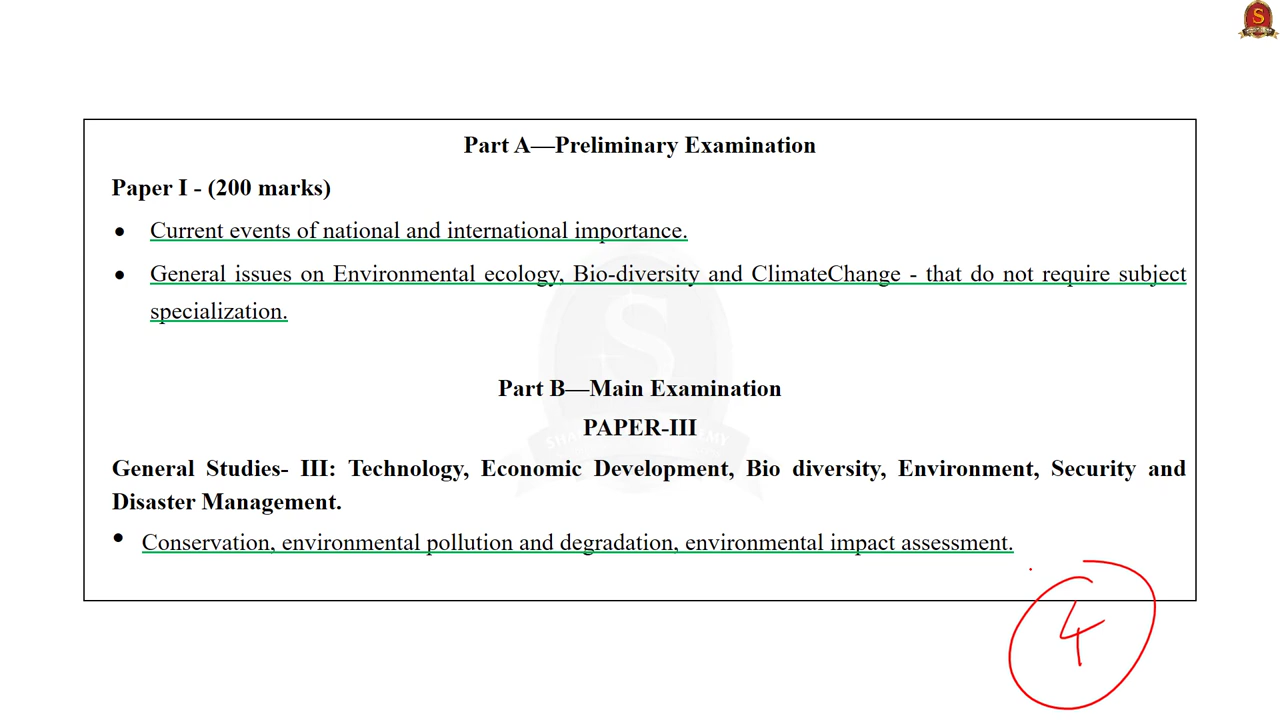 S
Part A—Preliminary Examination
Paper I - (200 marks)
• Current events of national and international importance.
• General issues on Environmental ecology, Bio-diversity and ClimateChange - that do not require subject
specialization.
Part B—Main Examination
PAPER-III
General Studies- III: Technology, Economic Development, Bio diversity, Environment, Security and
Disaster Management.
• Conservation, environmental pollution and degradation, environmental impact assessment.
4